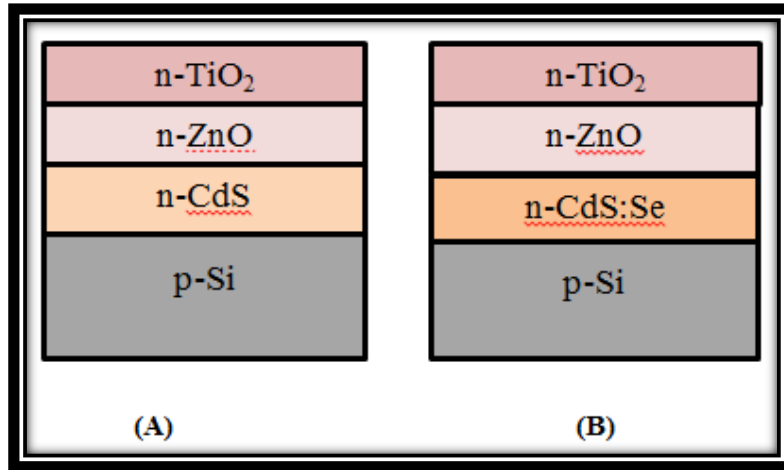 n-TiO₂
n-ZnO
n-CdS
p-Si
(A)
n-TiO₂
n-ZnO
n-CdS:Se
p-Si
(B)